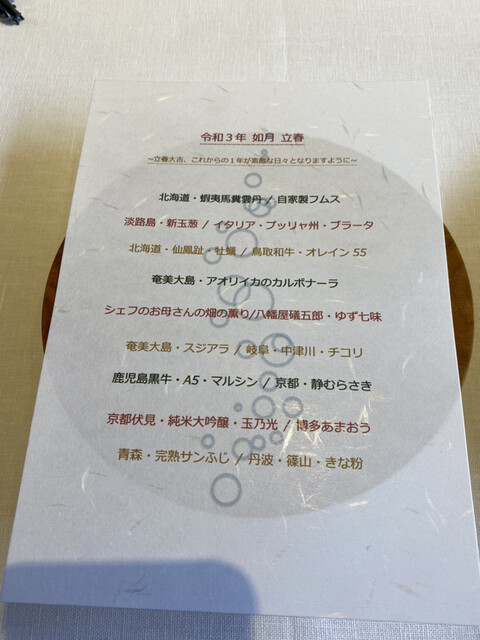 令和３年 如月 立春
~立春大吉、これからの１年が素敵な日々となりますように~
北海道・蝦夷馬糞雲丹 / 自家製フムス
淡路島・新玉葱 / イタリア・プッリャ州・ブラータ
北海道・仙鳳趾・牡蠣 / 鳥取和牛・オレイン 55
奄美大島・アオリイカのカルボナーラ
シェフのお母さんの畑の薫り/八幡屋礒五郎・ゆず七味
奄美大島・スジアラ / 岐阜・中津川・チコリ
鹿児島黒牛・A5・マルシン / 京都・静むらさき
京都伏見・純米大吟醸・玉乃光 / 博多あまおう
青森・完熟サンふじ / 丹波・篠山・きな粉